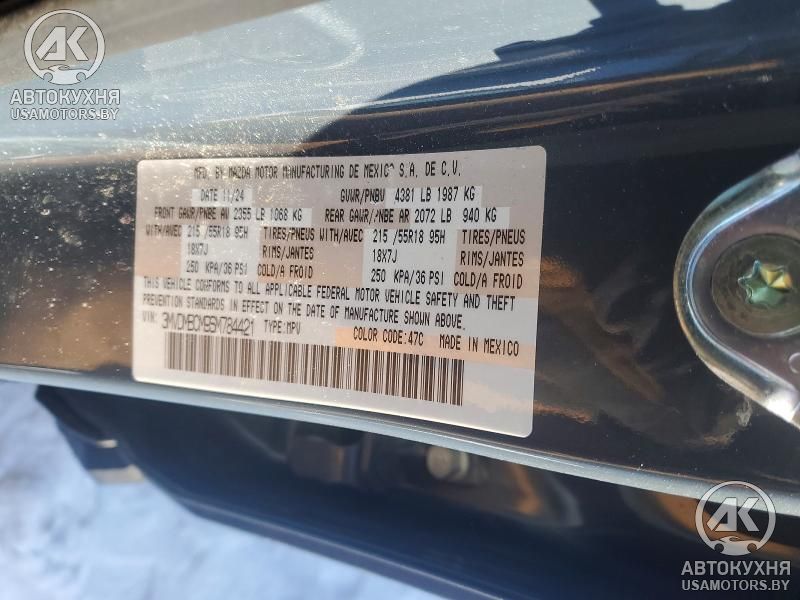 AK
АВТОКУХНЯ
USAMOTORS.BY
MFD. BY MAZDA MOTOR MANUFACTURING DE MEXICO S.A. DE C.V.
DATE 11/24 GVWR/PNBV 4381 LB 1987 KG
FRONT GAWR/PNBE AV 2355 LB 1068 KG REAR GAWR/PNBE AR 2072 LB 940 KG
WITH/AVEC 215 /55R18 95H TIRES/PNEUS WITH/AVEC 215 /55R18 95H TIRES/PNEUS
18X7J RIMS/JANTES 18X7J RIMS/JANTES
250 KPA/36 PSI COLD/A FROID 250 KPA/36 PSI COLD/A FROID
THIS VEHICLE CONFORMS TO ALL APPLICABLE FEDERAL MOTOR VEHICLE SAFETY AND THEFT
PREVENTION STANDARDS IN EFFECT ON THE DATE OF MANUFACTURE SHOWN ABOVE.
VIN: 3MVDMBCMXSM784421 TYPE:MPV COLOR CODE:47C MADE IN MEXICO
AK
АВТОКУХНЯ
USAMOTORS.BY